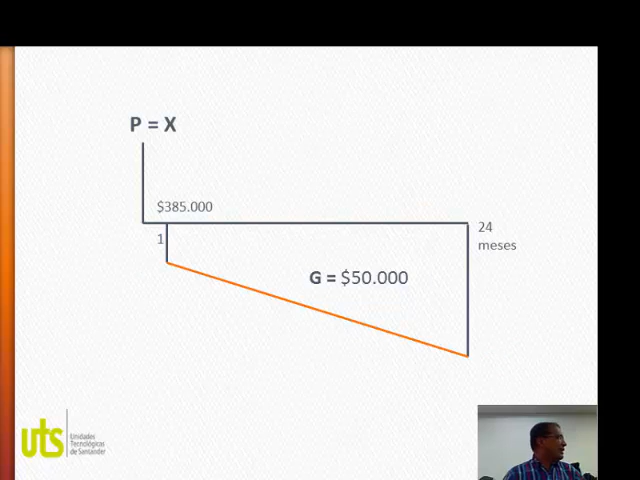 P = X
$385.000
1
24
meses
G = $50.000
uts
Unidades
Tecnológicas
de Santander